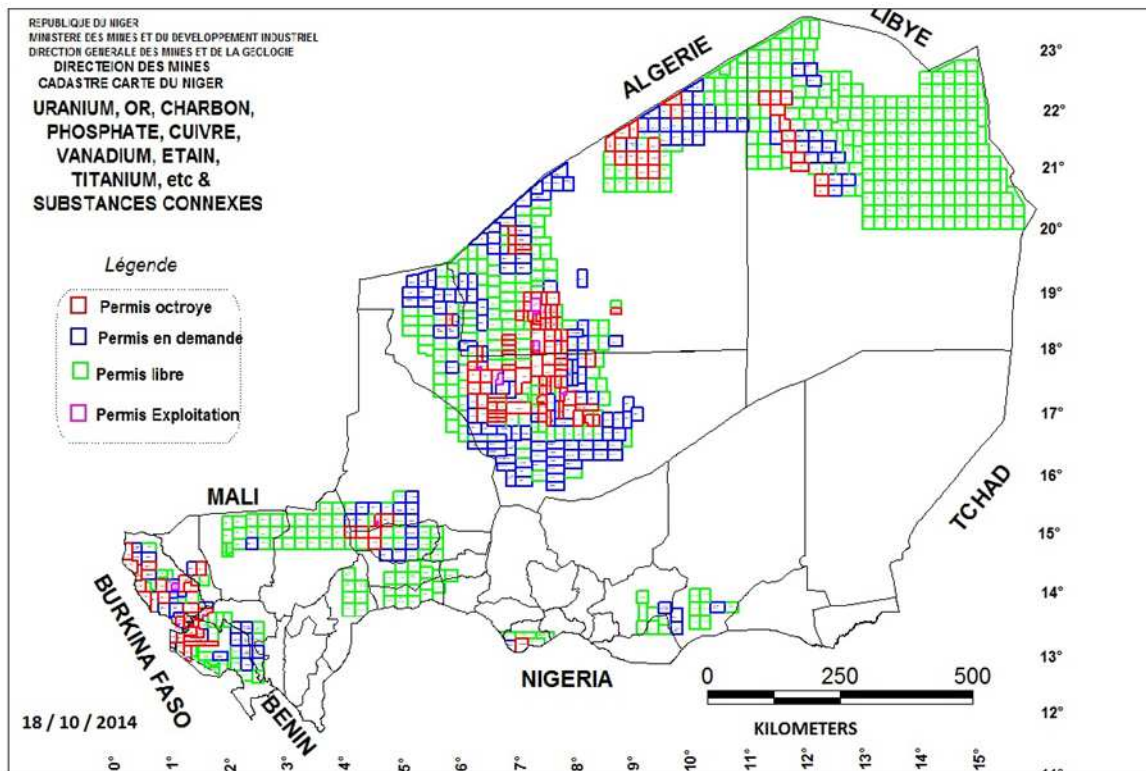 REPUBLIQUE DU NIGER
MINISTERE DES MINES ET DU DEVELOPPEMENT INDUSTRIEL
DIRECTION GENERALE DES MINES ET DE LA GEOLOGIE
DIRECTEION DES MINES
CADASTRE CARTE DU NIGER
URANIUM, OR, CHARBON,
PHOSPHATE, CUIVRE,
VANADIUM, ETAIN,
TITANIUM, etc &
SUBSTANCES CONNEXES
Légende
Permis octroye
Permis en demande
Permis libre
Permis Exploitation
ALGERIE
LIBYE
MALI
BURKINA FASO
BENIN
NIGERIA
TCHAD
23°
22°
21°
20°
19°
18°
17°
16°
15°
14°
13°
12°
0 250 500
KILOMETERS
18 / 10 / 2014
0° 1° 2° 3° 4° 5° 6° 7° 8° 9° 10° 11° 12° 13° 14° 15°